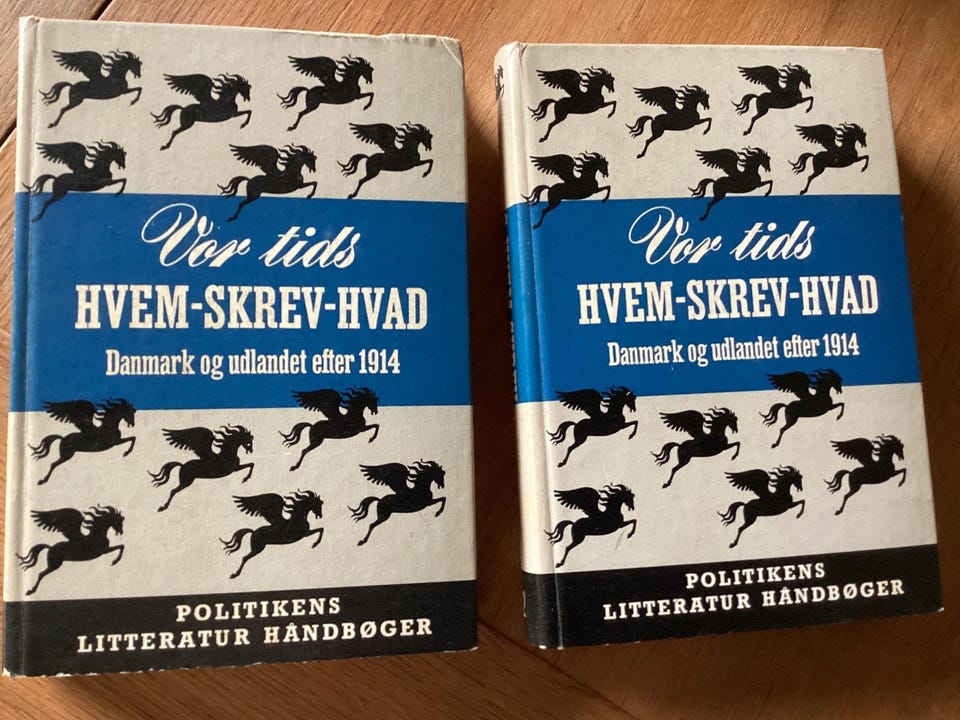 Vor tids
HVEM-SKREV-HVAD
Danmark og udlandet efter 1914
POLITIKENS
LITTERATUR HÅNDBØGER
Vor tids
HVEM-SKREV-HVAD
Danmark og udlandet efter 1914
POLITIKENS
LITTERATUR HÅNDBØGER